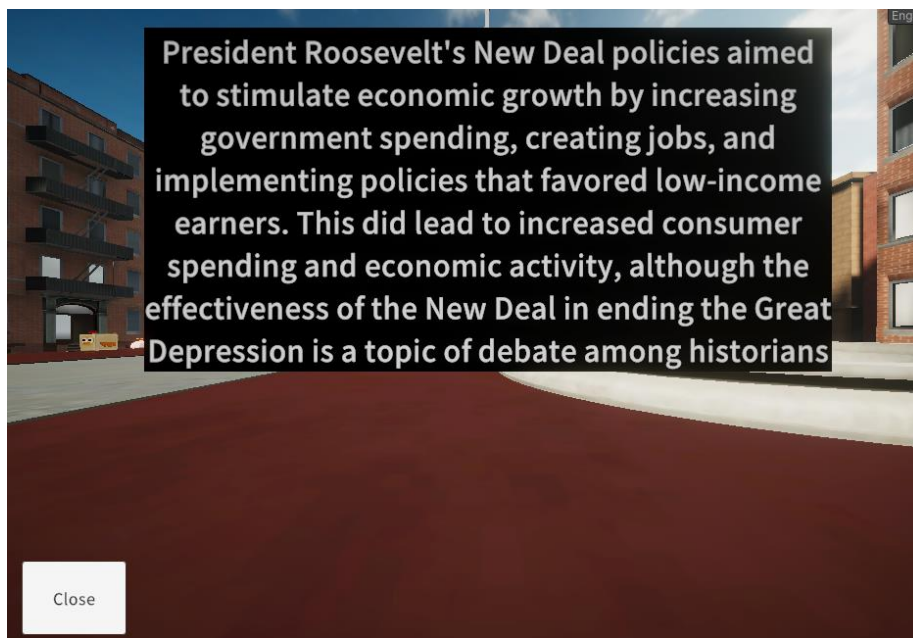 Eng
President Roosevelt's New Deal policies aimed
to stimulate economic growth by increasing
government spending, creating jobs, and
implementing policies that favored low-income
earners. This did lead to increased consumer
spending and economic activity, although the
effectiveness of the New Deal in ending the Great
Depression is a topic of debate among historians
Close